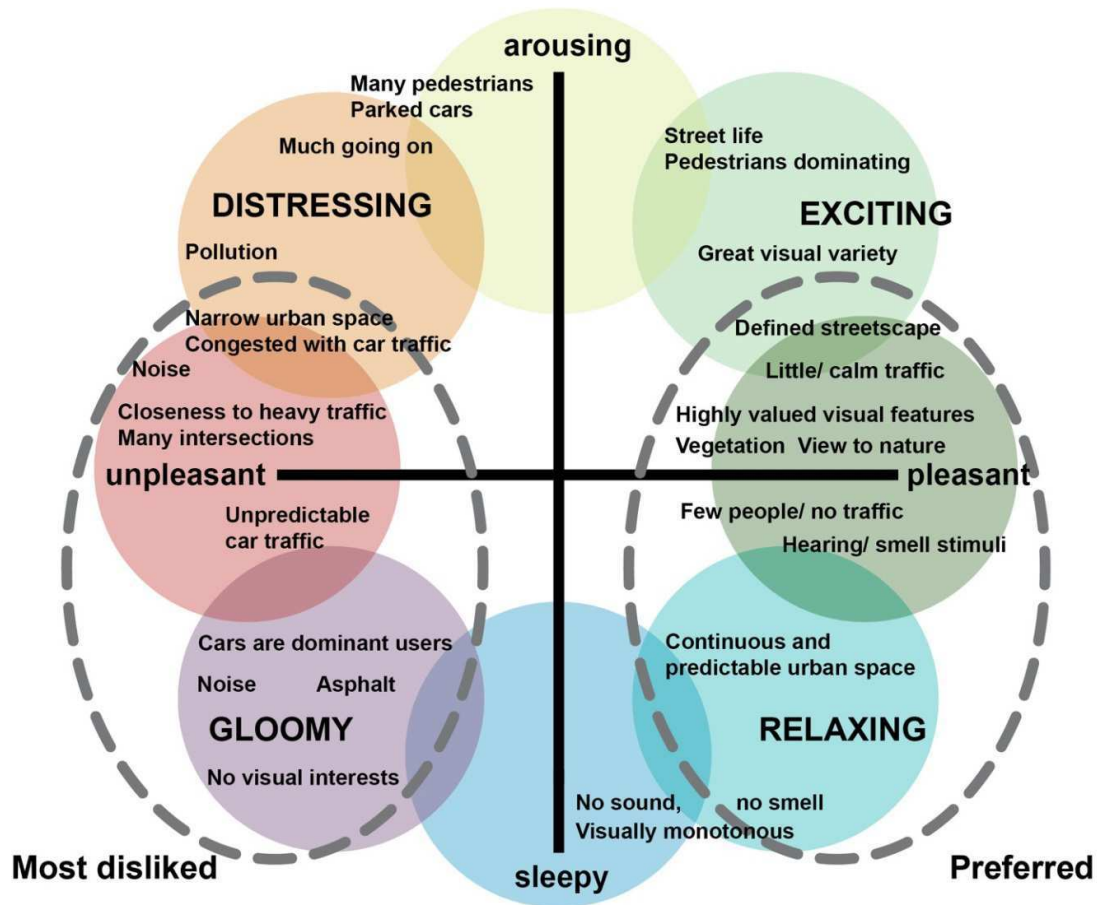 arousing
Many pedestrians
Parked cars
Much going on
DISTRESSING
Pollution
Narrow urban space
Congested with car traffic
Noise
Closeness to heavy traffic
Many intersections
unpleasant
Unpredictable
car traffic
Cars are dominant users
Noise
Asphalt
GLOOMY
No visual interests
Most disliked
Street life
Pedestrians dominating
EXCITING
Great visual variety
Defined streetscape
Little/ calm traffic
Highly valued visual features
Vegetation View to nature
pleasant
Few people/ no traffic
Hearing/ smell stimuli
Continuous and
predictable urban space
RELAXING
No sound, no smell
Visually monotonous
sleepy
Preferred